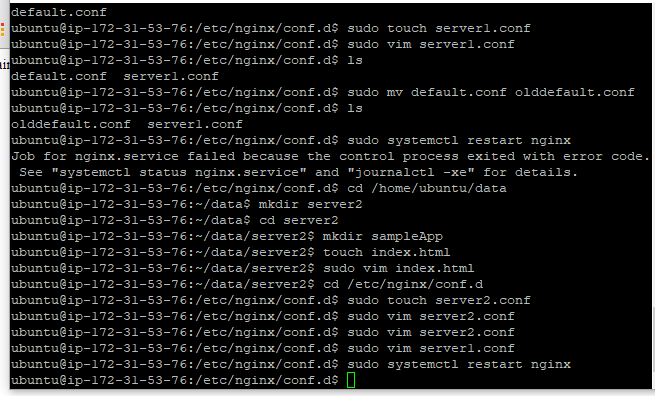 default.conf
ubuntu@ip-172-31-53-76:/etc/nginx/conf.d$ sudo touch server1.conf
ubuntu@ip-172-31-53-76:/etc/nginx/conf.d$ sudo vim server1.conf
ubuntu@ip-172-31-53-76:/etc/nginx/conf.d$ ls
default.conf  server1.conf
ubuntu@ip-172-31-53-76:/etc/nginx/conf.d$ sudo mv default.conf olddefault.conf
ubuntu@ip-172-31-53-76:/etc/nginx/conf.d$ ls
olddefault.conf  server1.conf
ubuntu@ip-172-31-53-76:/etc/nginx/conf.d$ sudo systemctl restart nginx
Job for nginx.service failed because the control process exited with error code.
 See "systemctl status nginx.service" and "journalctl -xe" for details.
ubuntu@ip-172-31-53-76:/etc/nginx/conf.d$ cd /home/ubuntu/data
ubuntu@ip-172-31-53-76:~/data$ mkdir server2
ubuntu@ip-172-31-53-76:~/data$ cd server2
ubuntu@ip-172-31-53-76:~/data/server2$ mkdir sampleApp
ubuntu@ip-172-31-53-76:~/data/server2$ touch index.html
ubuntu@ip-172-31-53-76:~/data/server2$ sudo vim index.html
ubuntu@ip-172-31-53-76:~/data/server2$ cd /etc/nginx/conf.d
ubuntu@ip-172-31-53-76:/etc/nginx/conf.d$ sudo touch server2.conf
ubuntu@ip-172-31-53-76:/etc/nginx/conf.d$ sudo vim server2.conf
ubuntu@ip-172-31-53-76:/etc/nginx/conf.d$ sudo vim server2.conf
ubuntu@ip-172-31-53-76:/etc/nginx/conf.d$ sudo vim server1.conf
ubuntu@ip-172-31-53-76:/etc/nginx/conf.d$ sudo systemctl restart nginx
ubuntu@ip-172-31-53-76:/etc/nginx/conf.d$